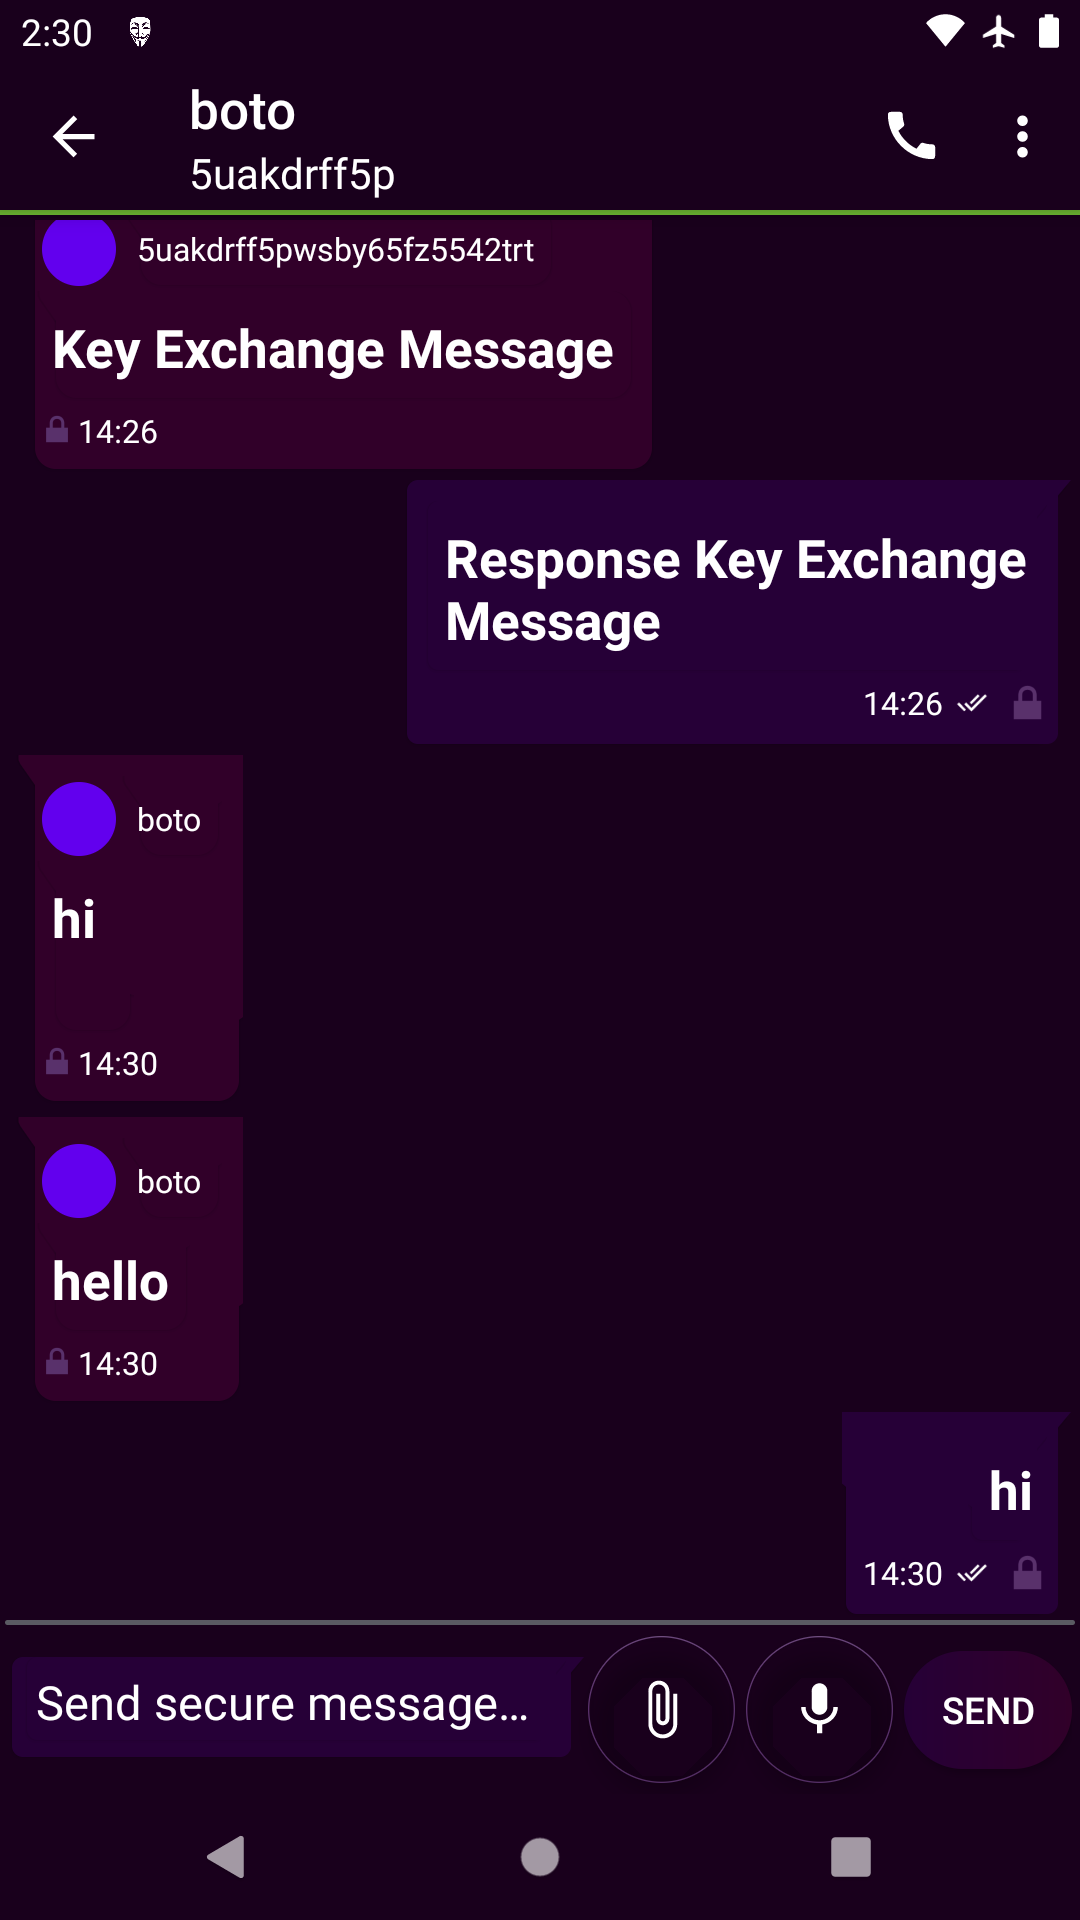 2:30
boto
5uakdrff5p
5uakdrff5pwsby65fz5542trt
Key Exchange Message
14:26
Response Key Exchange
Message
14:26
boto
hi
14:30
boto
hello
14:30
hi
14:30
Send secure message...
SEND